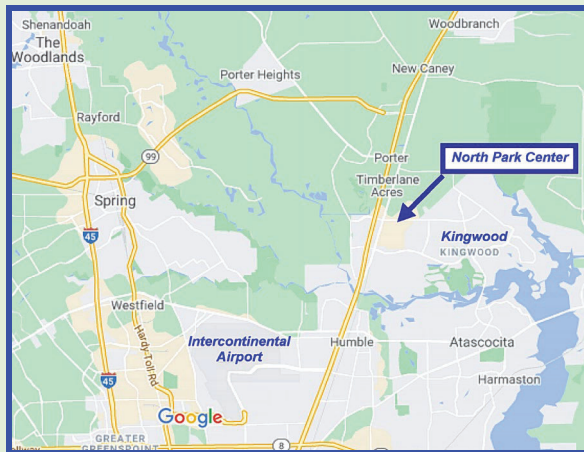 Shenandoah
The
Woodlands
Woodbranch
Porter Heights
New Caney
Rayford
99
Porter
North Park Center
Timberlane
Acres
Spring
45
Kingwood
KINGWOOD
Westfield
Hardy Toll Rd
Intercontinental
Airport
Humble
Atascocita
45
Harmaston
Google
GREATER
GREENSPOINT
8